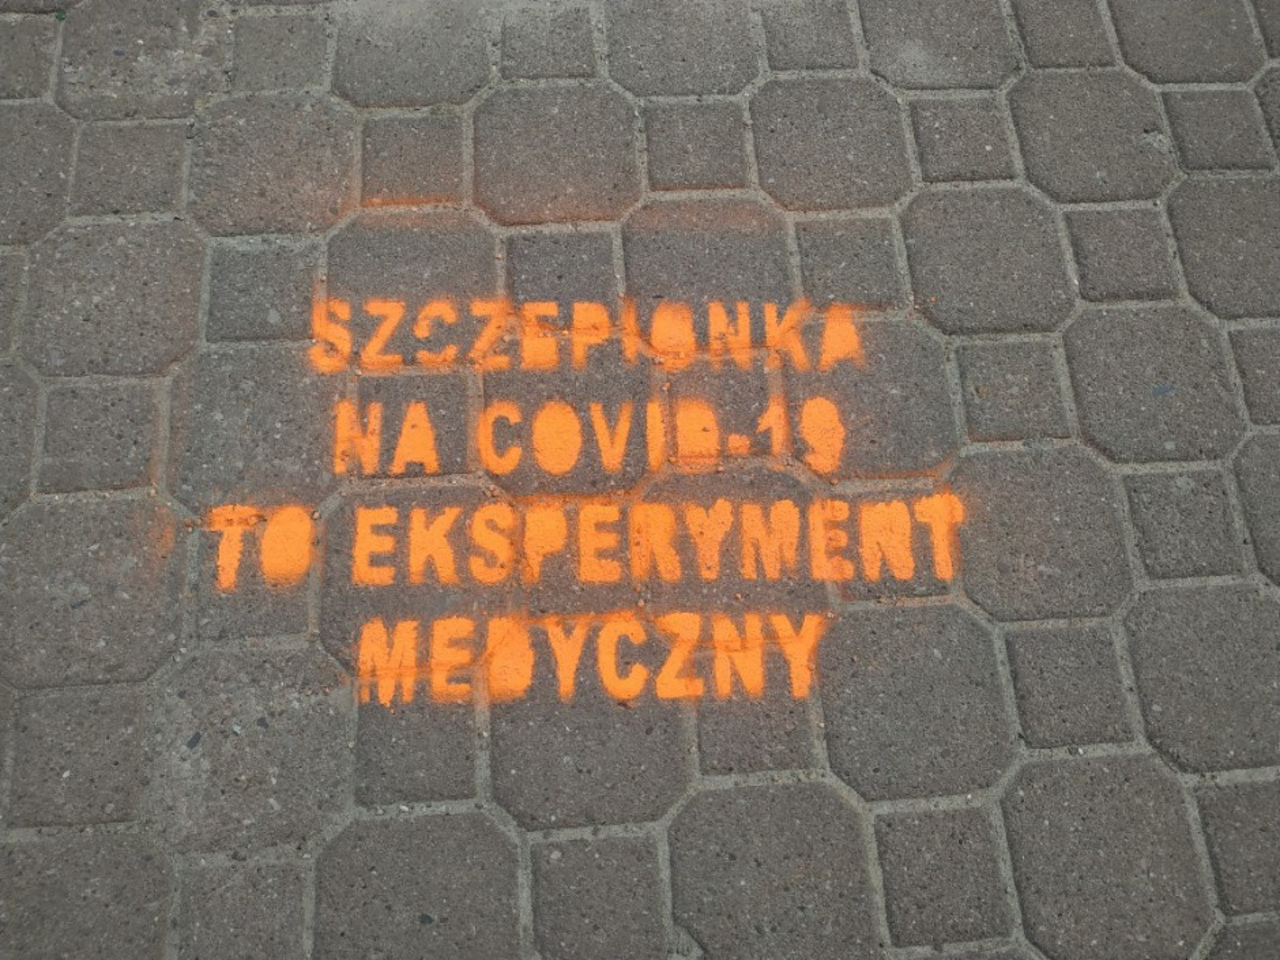 SZCZEPIONKA
NA COVID-19
TO EKSPERYMENT
MEDYCZNY